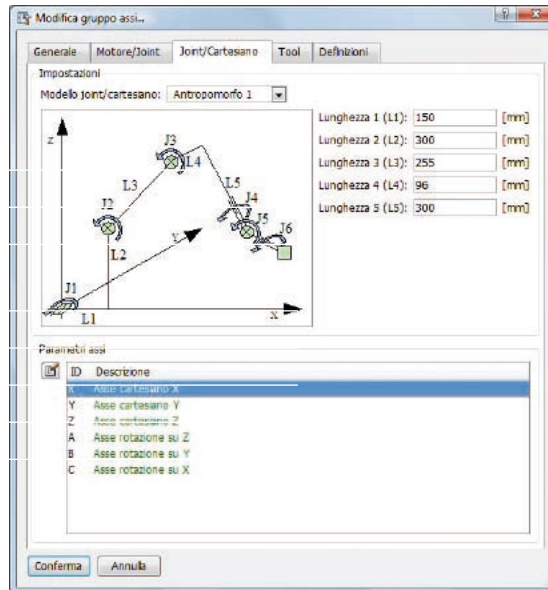 Modifica gruppo assi..
Generale Motore/Joint Joint/Cartesiano Tool Definizioni
Impostazioni
Modello joint/cartesiano: Antropomorfo 1
Lunghezza 1 (L1): 150 [mm]
Lunghezza 2 (L2): 300 [mm]
Lunghezza 3 (L3): 255 [mm]
Lunghezza 4 (L4): 96 [mm]
Lunghezza 5 (L5): 300 [mm]
Z
J3
L4
L3
L5
J2
J4
J5
J6
Y
L2
J1
L1
X
Parametri assi
ID Descrizione
X Asse cartesiano X
Y Asse cartesiano Y
Z Asse cartesiano Z
A Asse rotazione su Z
B Asse rotazione su Y
C Asse rotazione su X
Conferma Annulla